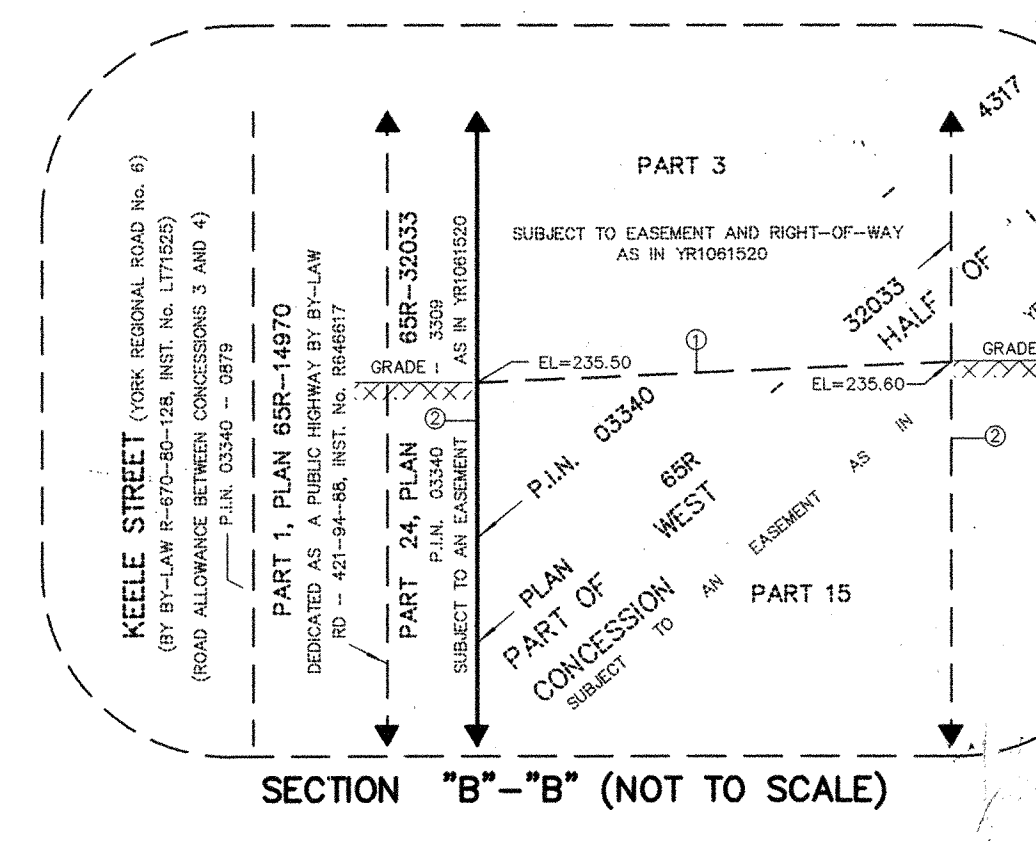 KEELE STREET (YORK REGIONAL ROAD No. 6)
(BY BY-LAW R-670-80-128, INST. No. LT71525)
(ROAD ALLOWANCE BETWEEN CONCESSIONS 3 AND 4)
P.I.N. 03340 -- 0879
PART 1, PLAN 65R-14970
DEDICATED AS A PUBLIC HIGHWAY BY BY-LAW
RD -- 421-94-88, INST. No. R646617
PART 24, PLAN 65R-32033
P.I.N. 03340 3309
SUBJECT TO AN EASEMENT AS IN YR1061520
GRADE
②
PART 3
SUBJECT TO EASEMENT AND RIGHT-OF-WAY
AS IN YR1061520
EL=235.50
①
EL=235.60
GRADE
②
P.I.N. 03340
4317
PLAN 65R 32033
PART OF WEST HALF OF
CONCESSION
SUBJECT TO AN EASEMENT AS IN
PART 15
SECTION "B"-"B" (NOT TO SCALE)